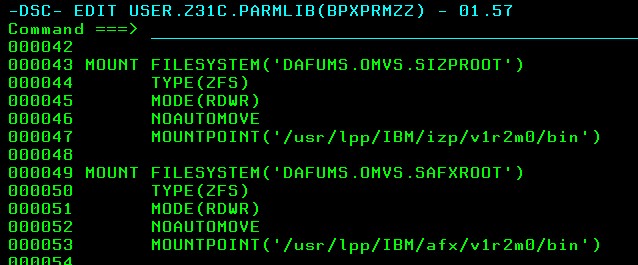 -DSC- EDIT USER.Z31C.PARMLIB(BPXPRMZZ) - 01.57
Command ===>
000042
000043 MOUNT FILESYSTEM('DAFUMS.OMVS.SIZPROOT')
000044       TYPE(ZFS)
000045       MODE(RDWR)
000046       NOAUTOMOVE
000047       MOUNTPOINT('/usr/lpp/IBM/izp/v1r2m0/bin')
000048
000049 MOUNT FILESYSTEM('DAFUMS.OMVS.SAFXROOT')
000050       TYPE(ZFS)
000051       MODE(RDWR)
000052       NOAUTOMOVE
000053       MOUNTPOINT('/usr/lpp/IBM/afx/v1r2m0/bin')
000054